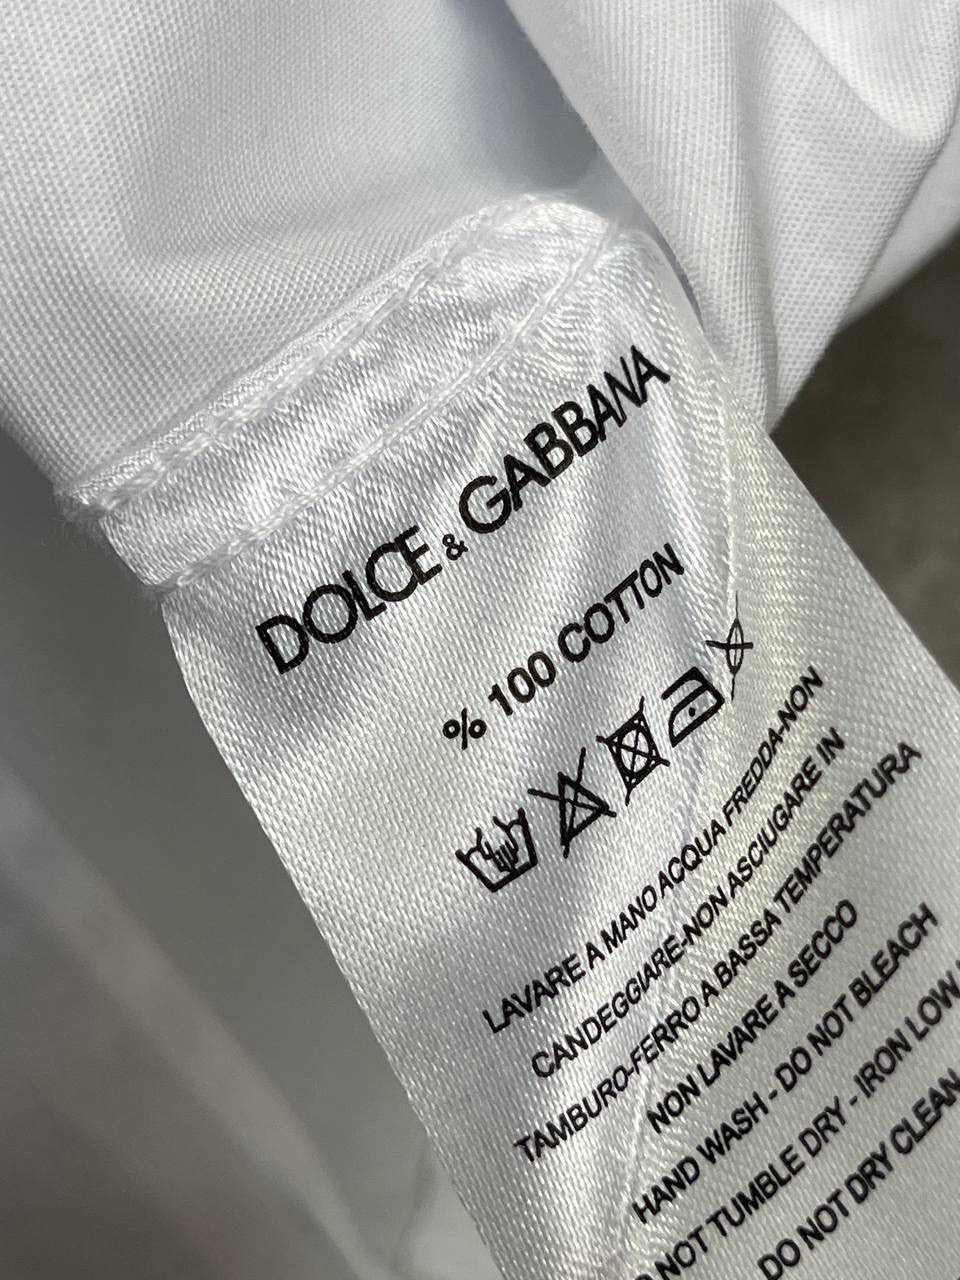 DOLCE & GABBANA
% 100 COTTON
LAVARE A MANO ACQUA FREDDA-NON
CANDEGGIARE-NON ASCIUGARE IN
TAMBURO-FERRO A BASSA TEMPERATURA
NON LAVARE A SECCO
HAND WASH - DO NOT BLEACH
NOT TUMBLE DRY - IRON LOW
DO NOT DRY CLEAN